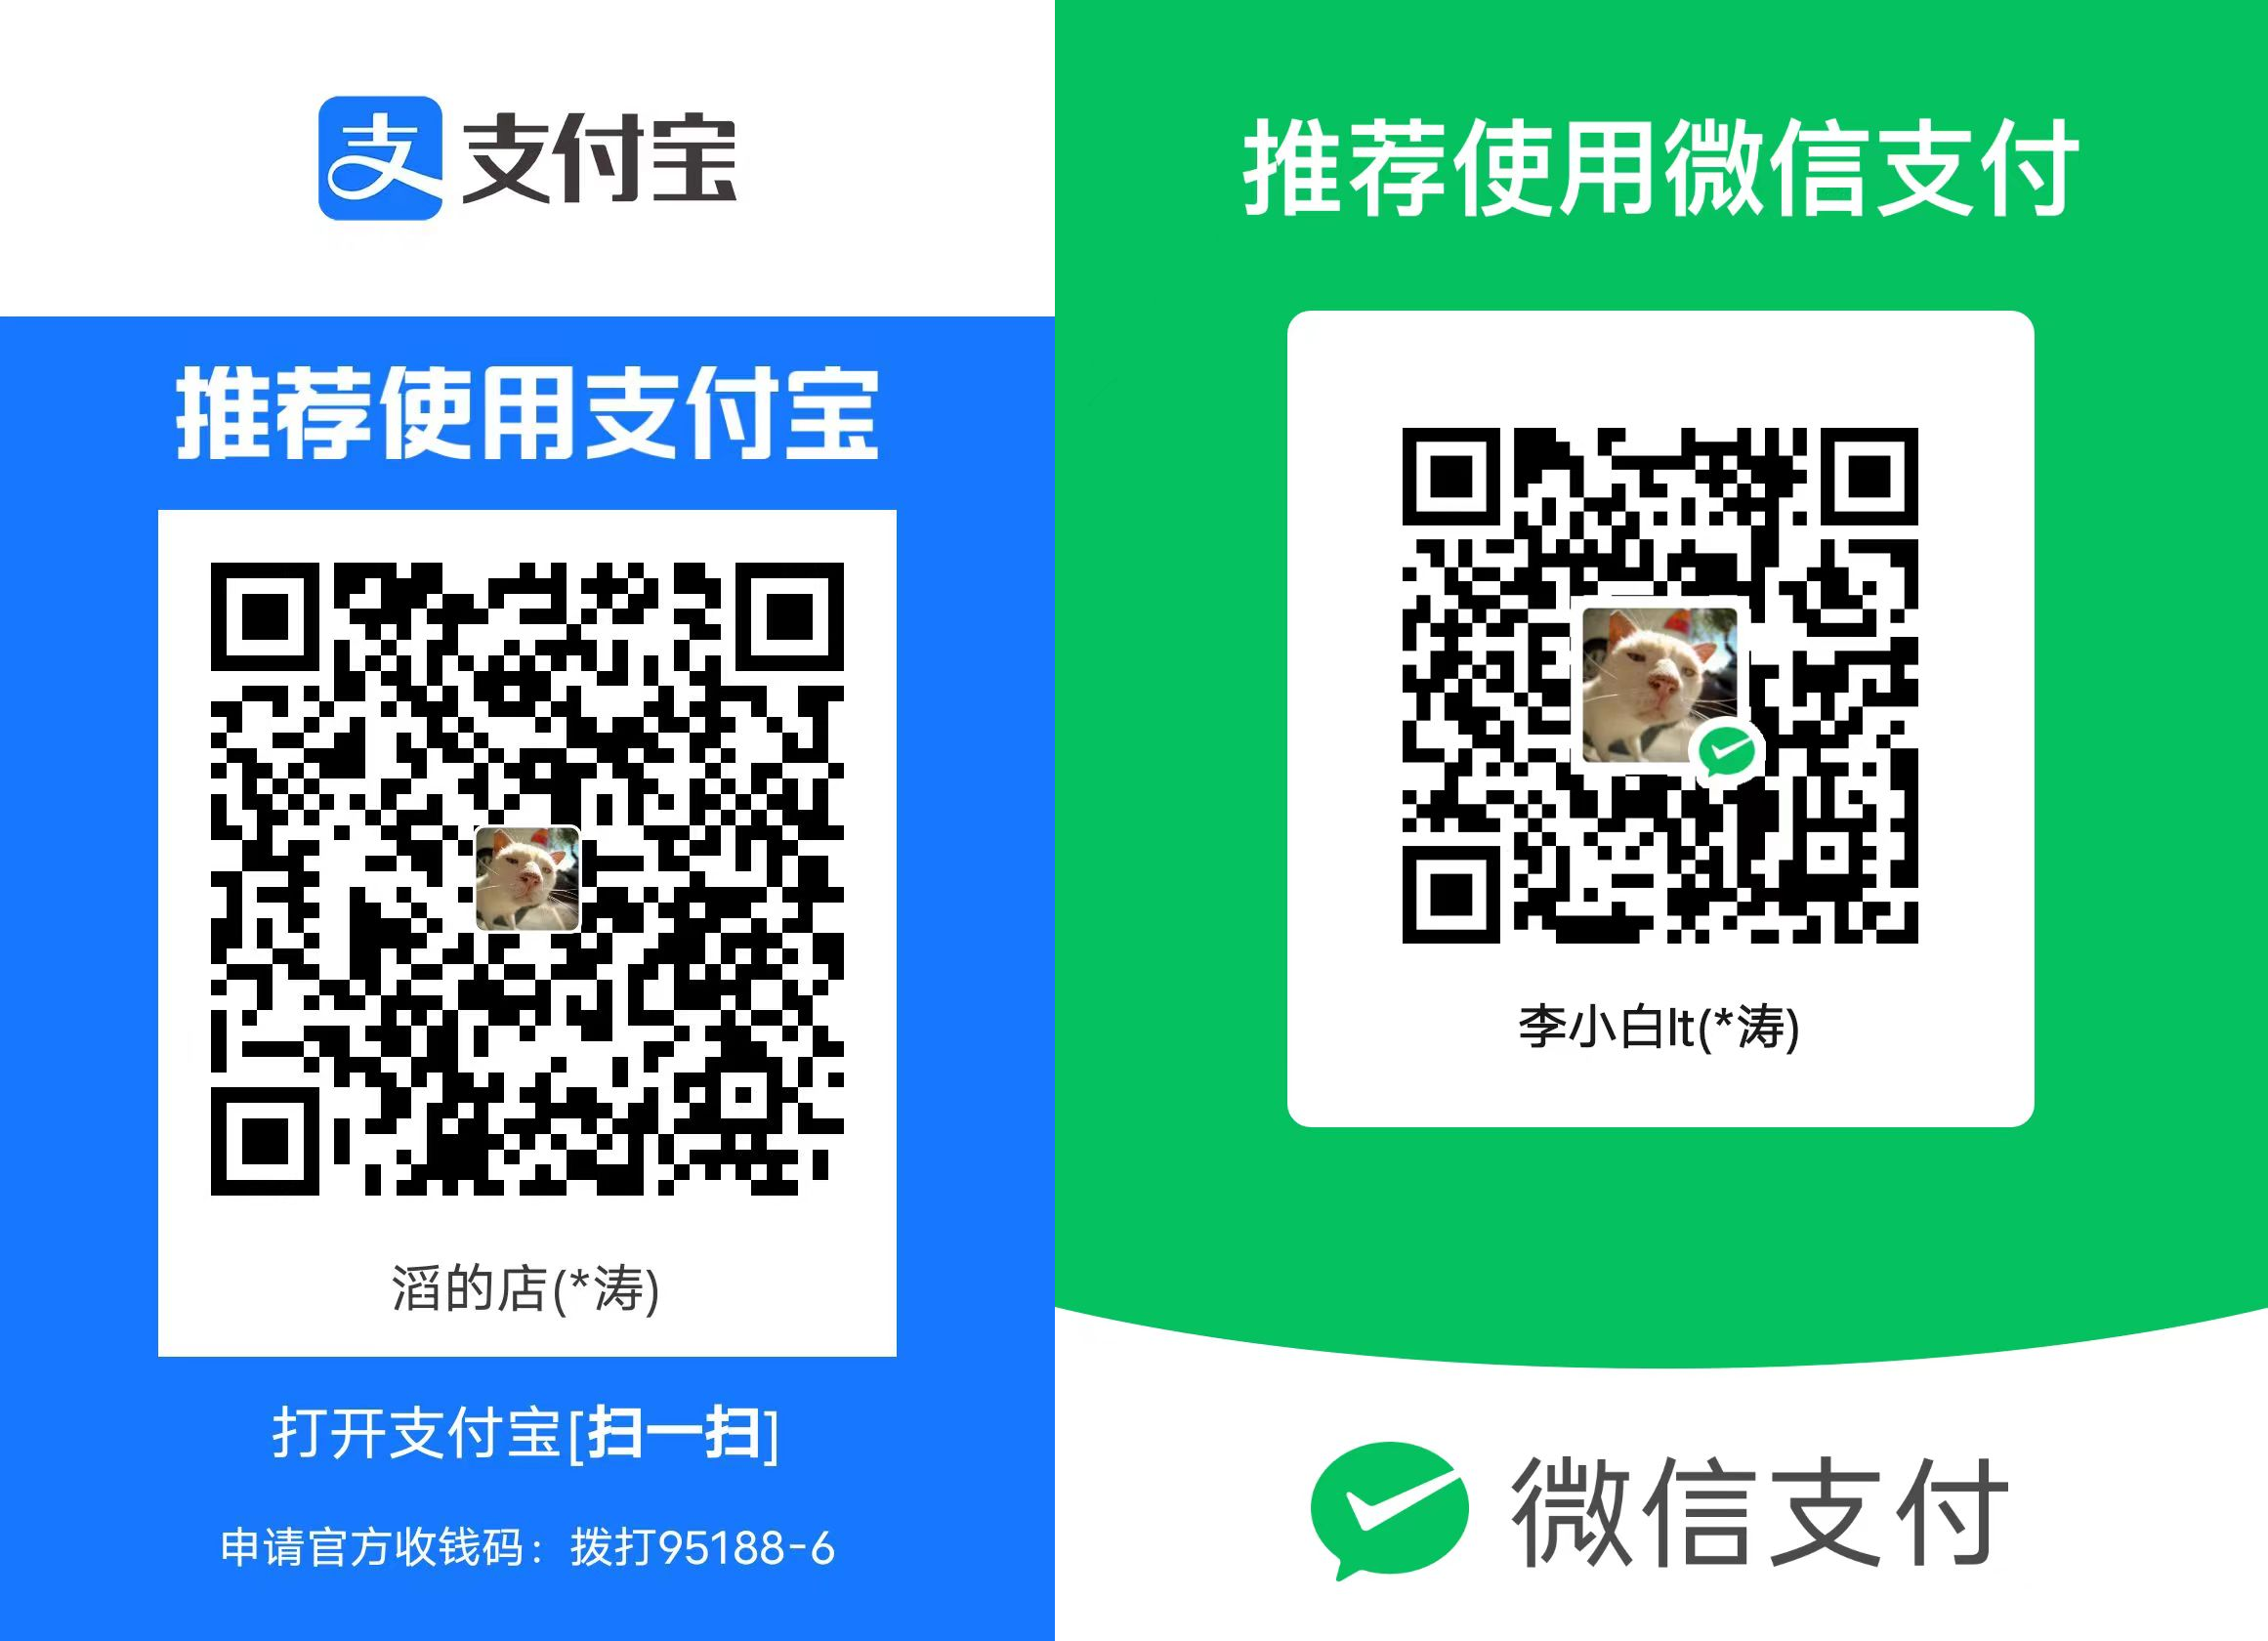 支 支付宝
推荐使用支付宝
滔的店(*涛)
打开支付宝[扫一扫]
申请官方收钱码：拨打95188-6
推荐使用微信支付
李小白lt(*涛)
微信支付